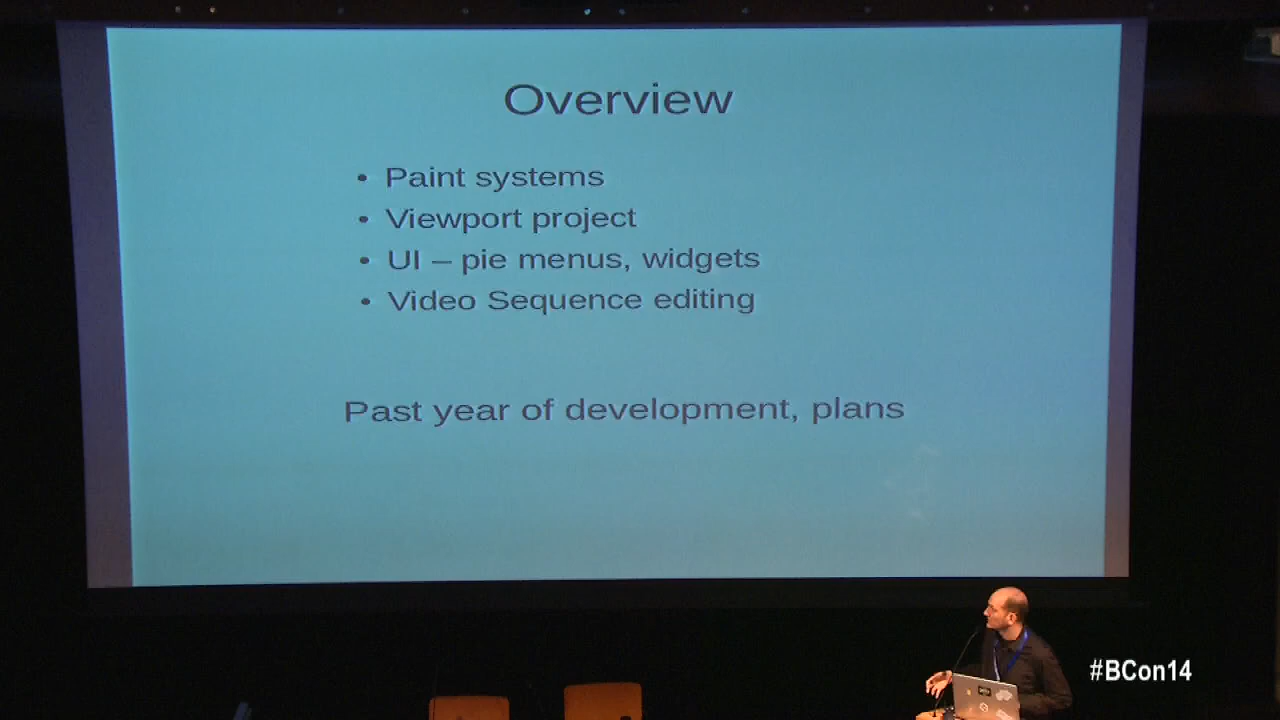 Overview
• Paint systems
• Viewport project
• UI – pie menus, widgets
• Video Sequence editing
Past year of development, plans
#BCon14